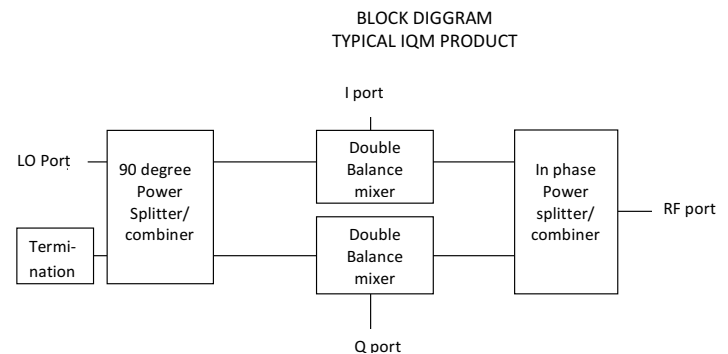 BLOCK DIGGRAM
TYPICAL IQM PRODUCT
I port
LO Port
90 degree
Power
Splitter/
combiner
Double
Balance
mixer
In phase
Power
splitter/
combiner
RF port
Termi-
nation
Double
Balance
mixer
Q port